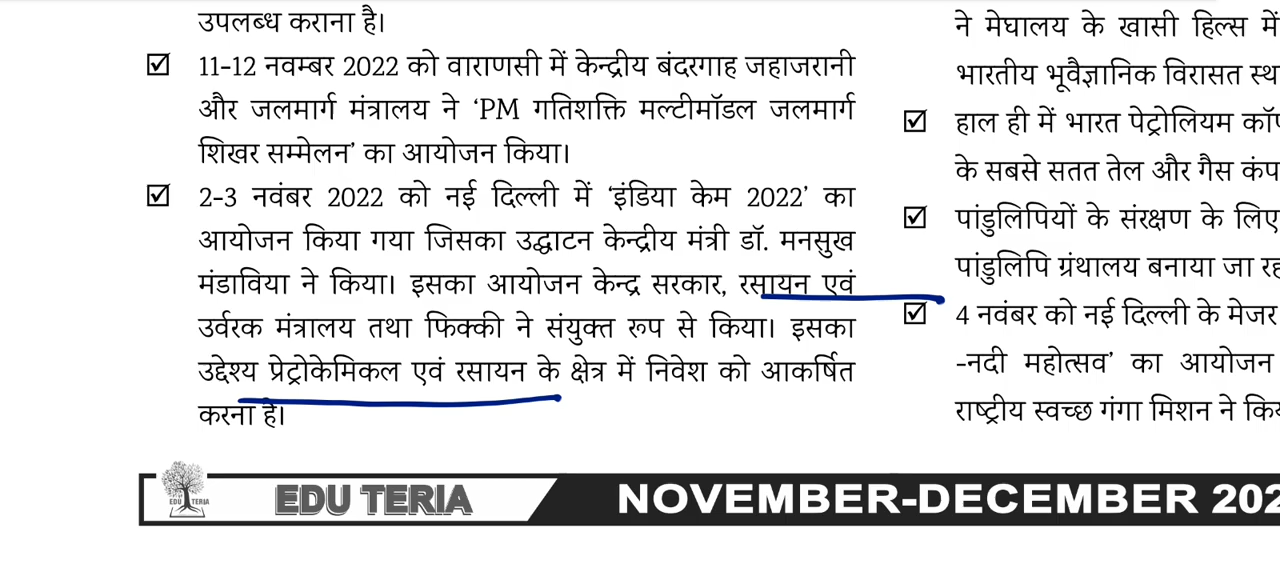 उपलब्ध कराना है।
11-12 नवम्बर 2022 को वाराणसी में केन्द्रीय बंदरगाह जहाजरानी
और जलमार्ग मंत्रालय ने ‘PM गतिशक्ति मल्टीमॉडल जलमार्ग
शिखर सम्मेलन’ का आयोजन किया।
2-3 नवंबर 2022 को नई दिल्ली में ‘इंडिया केम 2022’ का
आयोजन किया गया जिसका उद्घाटन केन्द्रीय मंत्री डॉ. मनसुख
मंडाविया ने किया। इसका आयोजन केन्द्र सरकार, रसायन एवं
उर्वरक मंत्रालय तथा फिक्की ने संयुक्त रूप से किया। इसका
उद्देश्य प्रेट्रोकेमिकल एवं रसायन के क्षेत्र में निवेश को आकर्षित
करना है।
ने मेघालय के खासी हिल्स में
भारतीय भूवैज्ञानिक विरासत
हाल ही में भारत पेट्रोलियम
के सबसे सतत तेल और गैस
पांडुलिपियों के संरक्षण के लिए
पांडुलिपि ग्रंथालय बनाया जा
4 नवंबर को नई दिल्ली के मेजर
-नदी महोत्सव’ का आयोजन
राष्ट्रीय स्वच्छ गंगा मिशन ने
EDU TERIA
EDU TERIA
NOVEMBER-DECEMBER 202